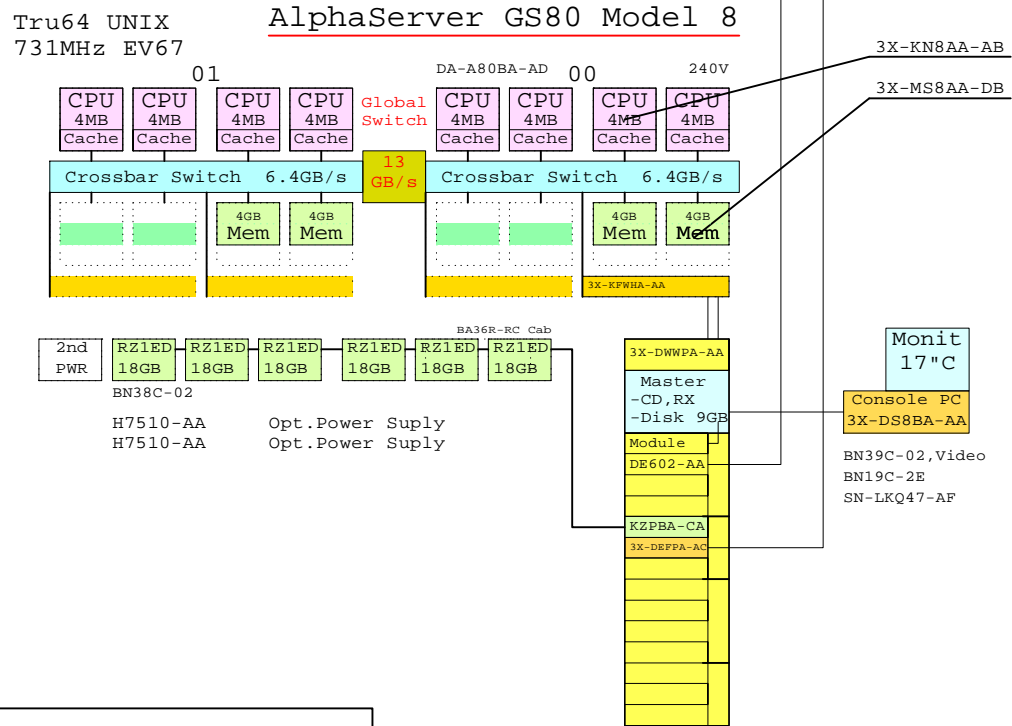 Tru64 UNIX
731MHz EV67
AlphaServer GS80 Model 8
3X-KN8AA-AB
3X-MS8AA-DB
01
DA-A80BA-AD
00
240V
CPU
4MB
Cache
CPU
4MB
Cache
CPU
4MB
Cache
CPU
4MB
Cache
Global
Switch
CPU
4MB
Cache
CPU
4MB
Cache
CPU
4MB
Cache
CPU
4MB
Cache
Crossbar Switch 6.4GB/s
13
GB/s
Crossbar Switch 6.4GB/s
4GB
Mem
4GB
Mem
4GB
Mem
4GB
Mem
3X-KFWHA-AA
BA36R-RC Cab
2nd
PWR
RZ1ED
18GB
RZ1ED
18GB
RZ1ED
18GB
RZ1ED
18GB
RZ1ED
18GB
RZ1ED
18GB
BN38C-02
H7510-AA Opt.Power Suply
H7510-AA Opt.Power Suply
3X-DWWPA-AA
Master
-CD,RX
-Disk 9GB
Module
DE602-AA
KZPBA-CA
3X-DEFPA-AC
Monit
17"C
Console PC
3X-DS8BA-AA
BN39C-02,Video
BN19C-2E
SN-LKQ47-AF